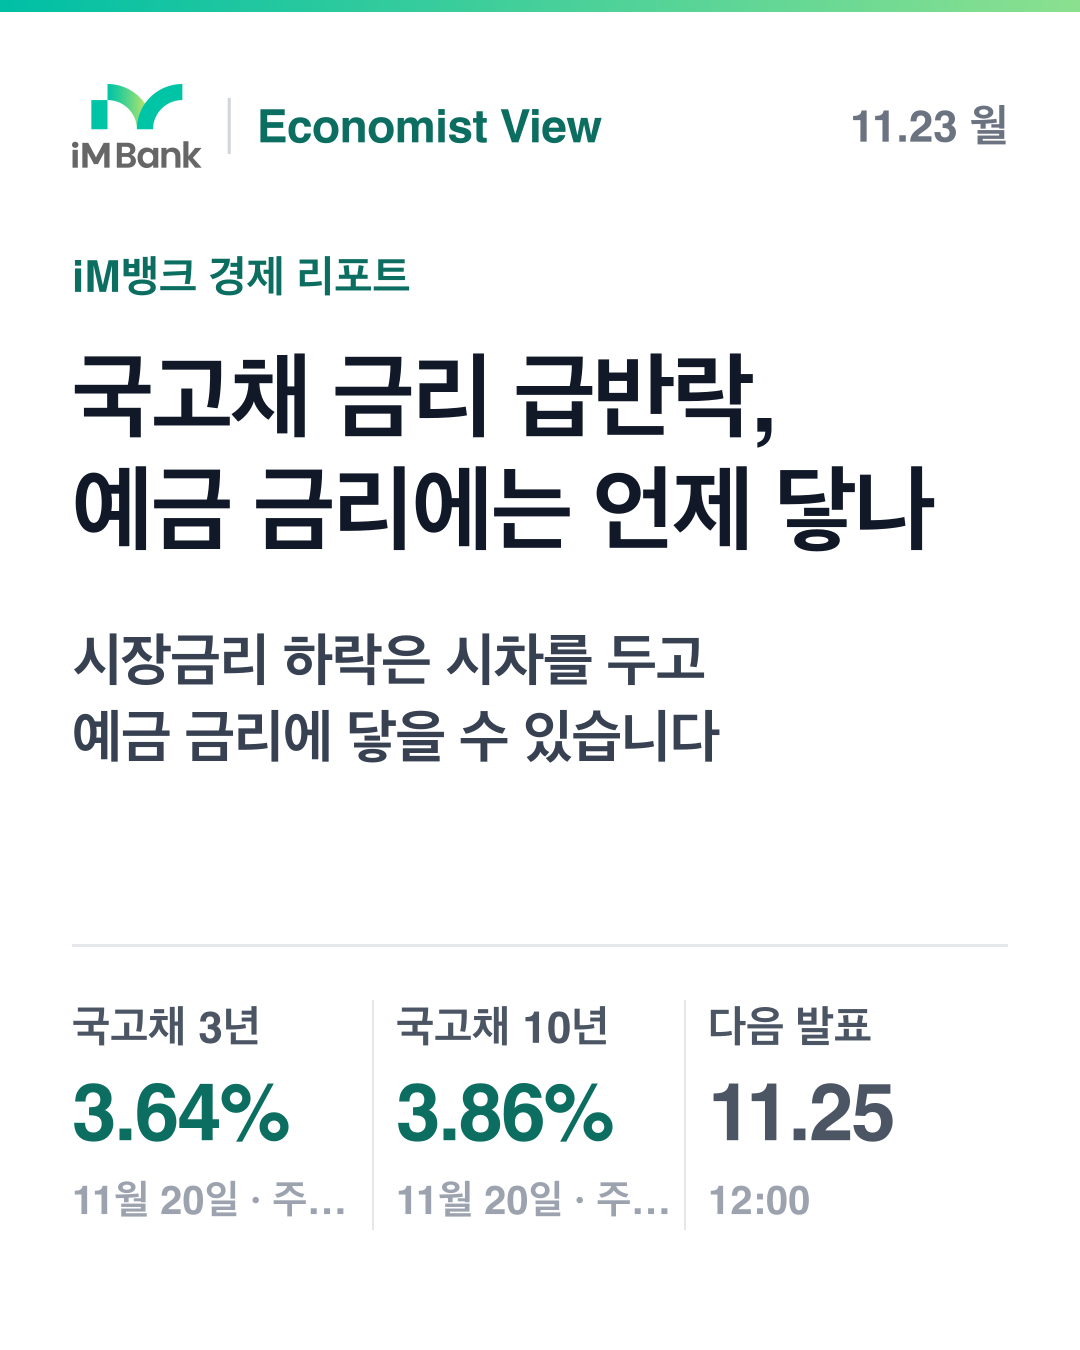 iM Bank
Economist View
11.23 월
iM뱅크 경제 리포트
국고채 금리 급반락,
예금 금리에는 언제 닿나
시장금리 하락은 시차를 두고
예금 금리에 닿을 수 있습니다
국고채 3년
3.64%
11월 20일 · 주…
국고채 10년
3.86%
11월 20일 · 주…
다음 발표
11.25
12:00